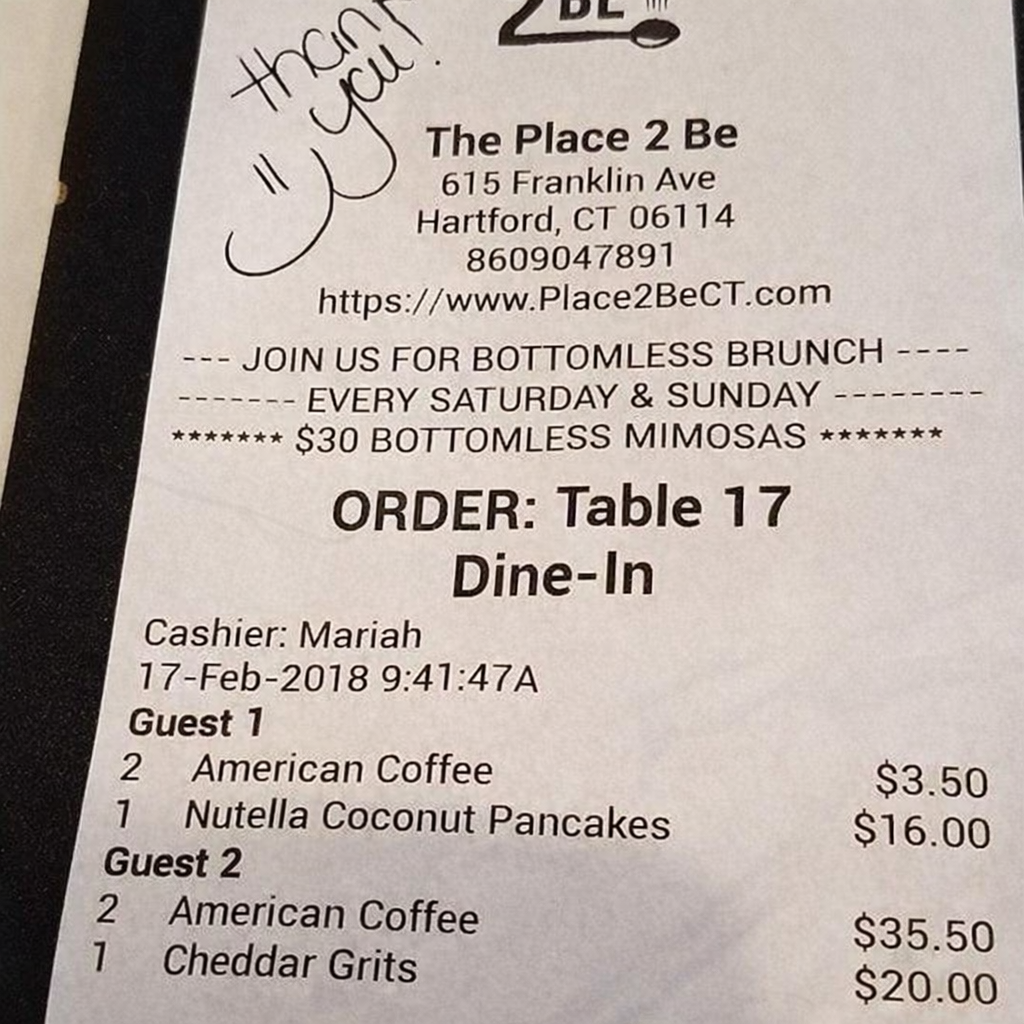 2 BE
thank
you!
The Place 2 Be
615 Franklin Ave
Hartford, CT 06114
8609047891
https://www.Place2BeCT.com
--- JOIN US FOR BOTTOMLESS BRUNCH ----
------- EVERY SATURDAY & SUNDAY --------
******* $30 BOTTOMLESS MIMOSAS *******
ORDER: Table 17
Dine-In
Cashier: Mariah
17-Feb-2018 9:41:47A
Guest 1
2 American Coffee $3.50
1 Nutella Coconut Pancakes $16.00
Guest 2
2 American Coffee $35.50
1 Cheddar Grits $20.00